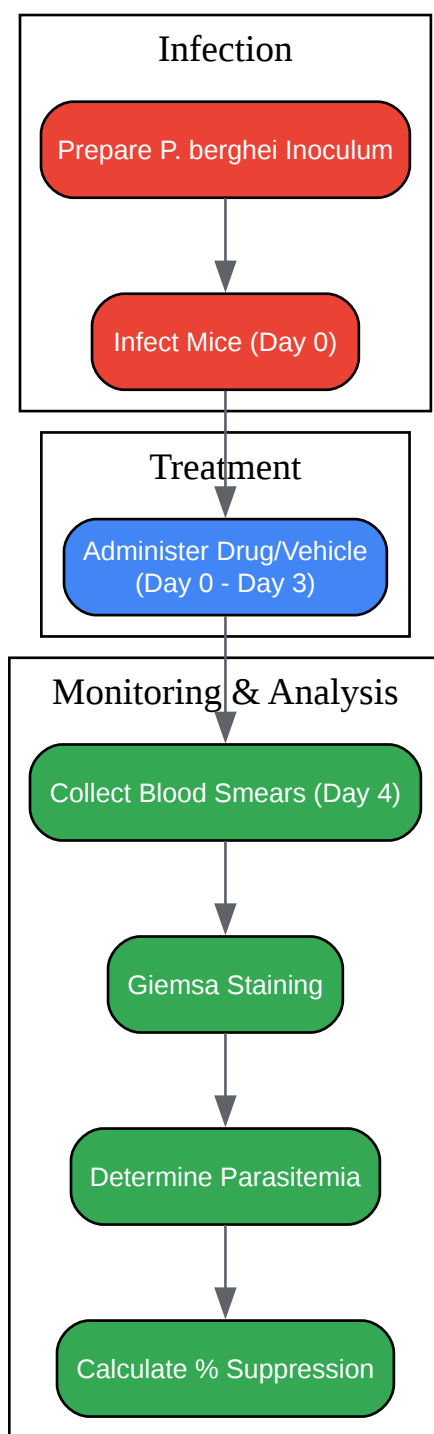 Infection
Prepare P. berghei Inoculum
Infect Mice (Day 0)
Treatment
Administer Drug/Vehicle
(Day 0 - Day 3)
Monitoring & Analysis
Collect Blood Smears (Day 4)
Giemsa Staining
Determine Parasitemia
Calculate % Suppression